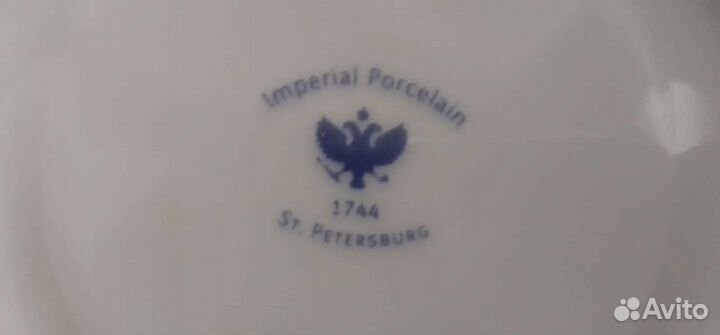 Imperial Porcelain
1744
St. Petersburg
Avito